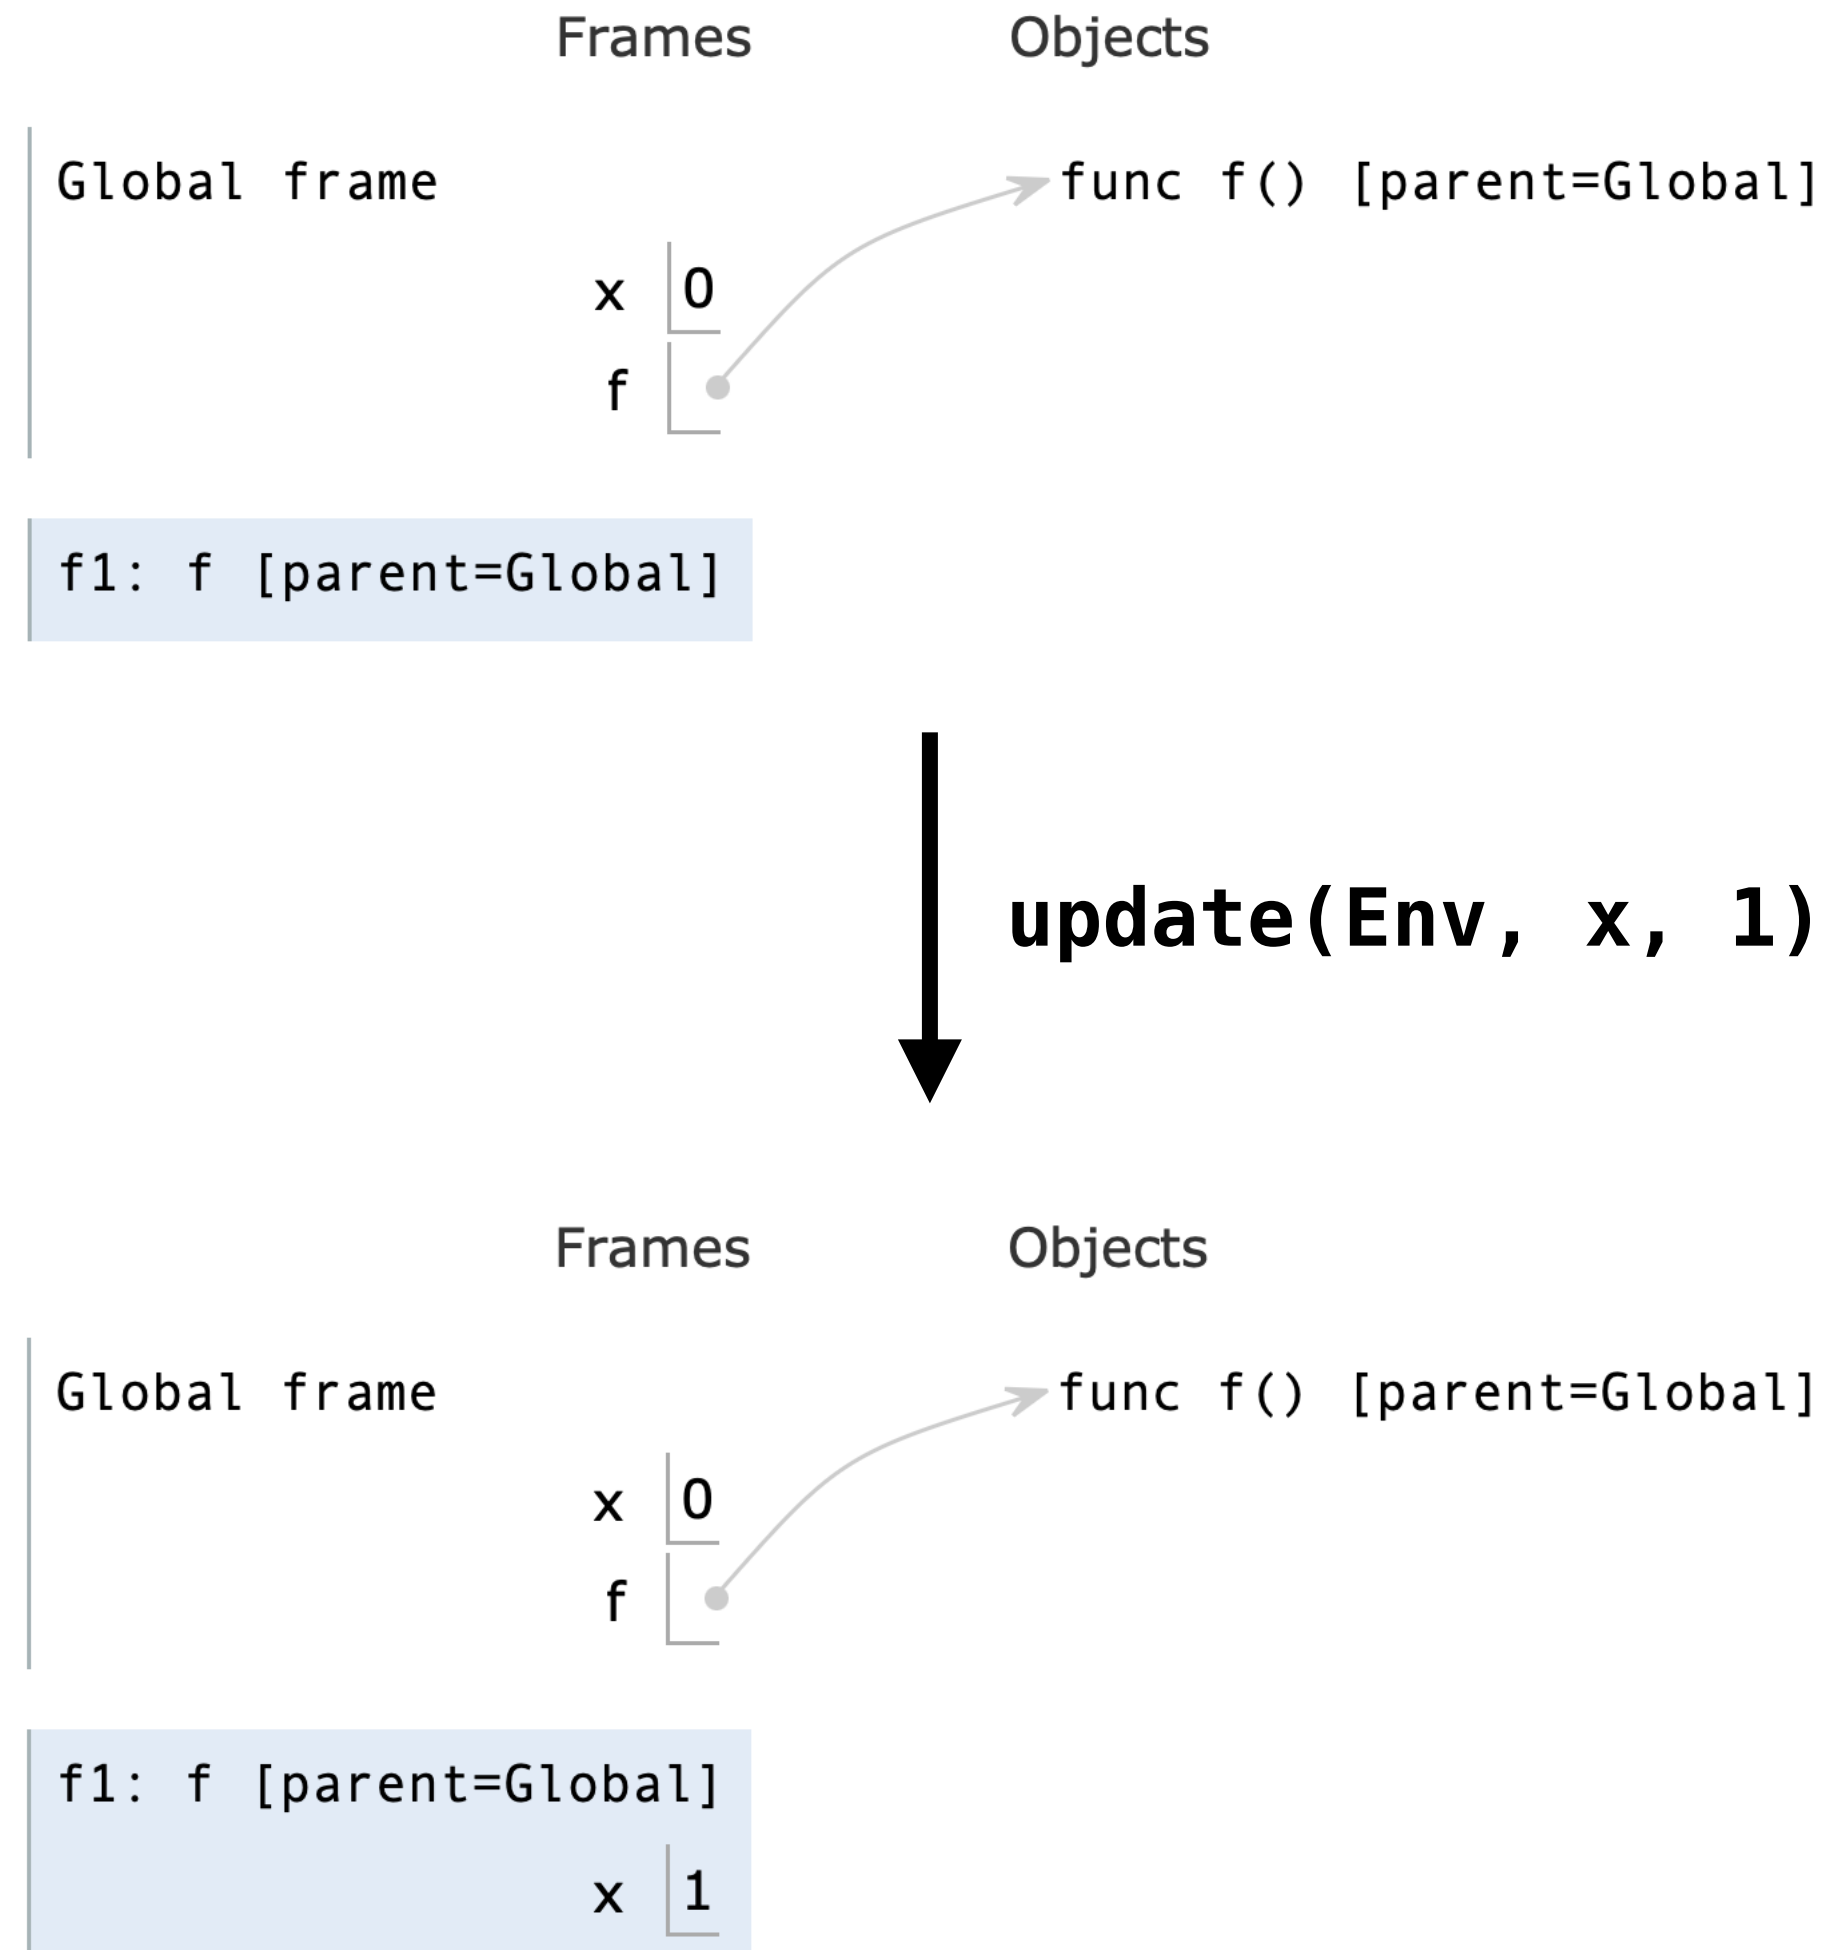 Frames Objects
Global frame func f() [parent=Global]
x 0
f
f1: f [parent=Global]
update(Env, x, 1)
Frames Objects
Global frame func f() [parent=Global]
x 0
f
f1: f [parent=Global]
x 1